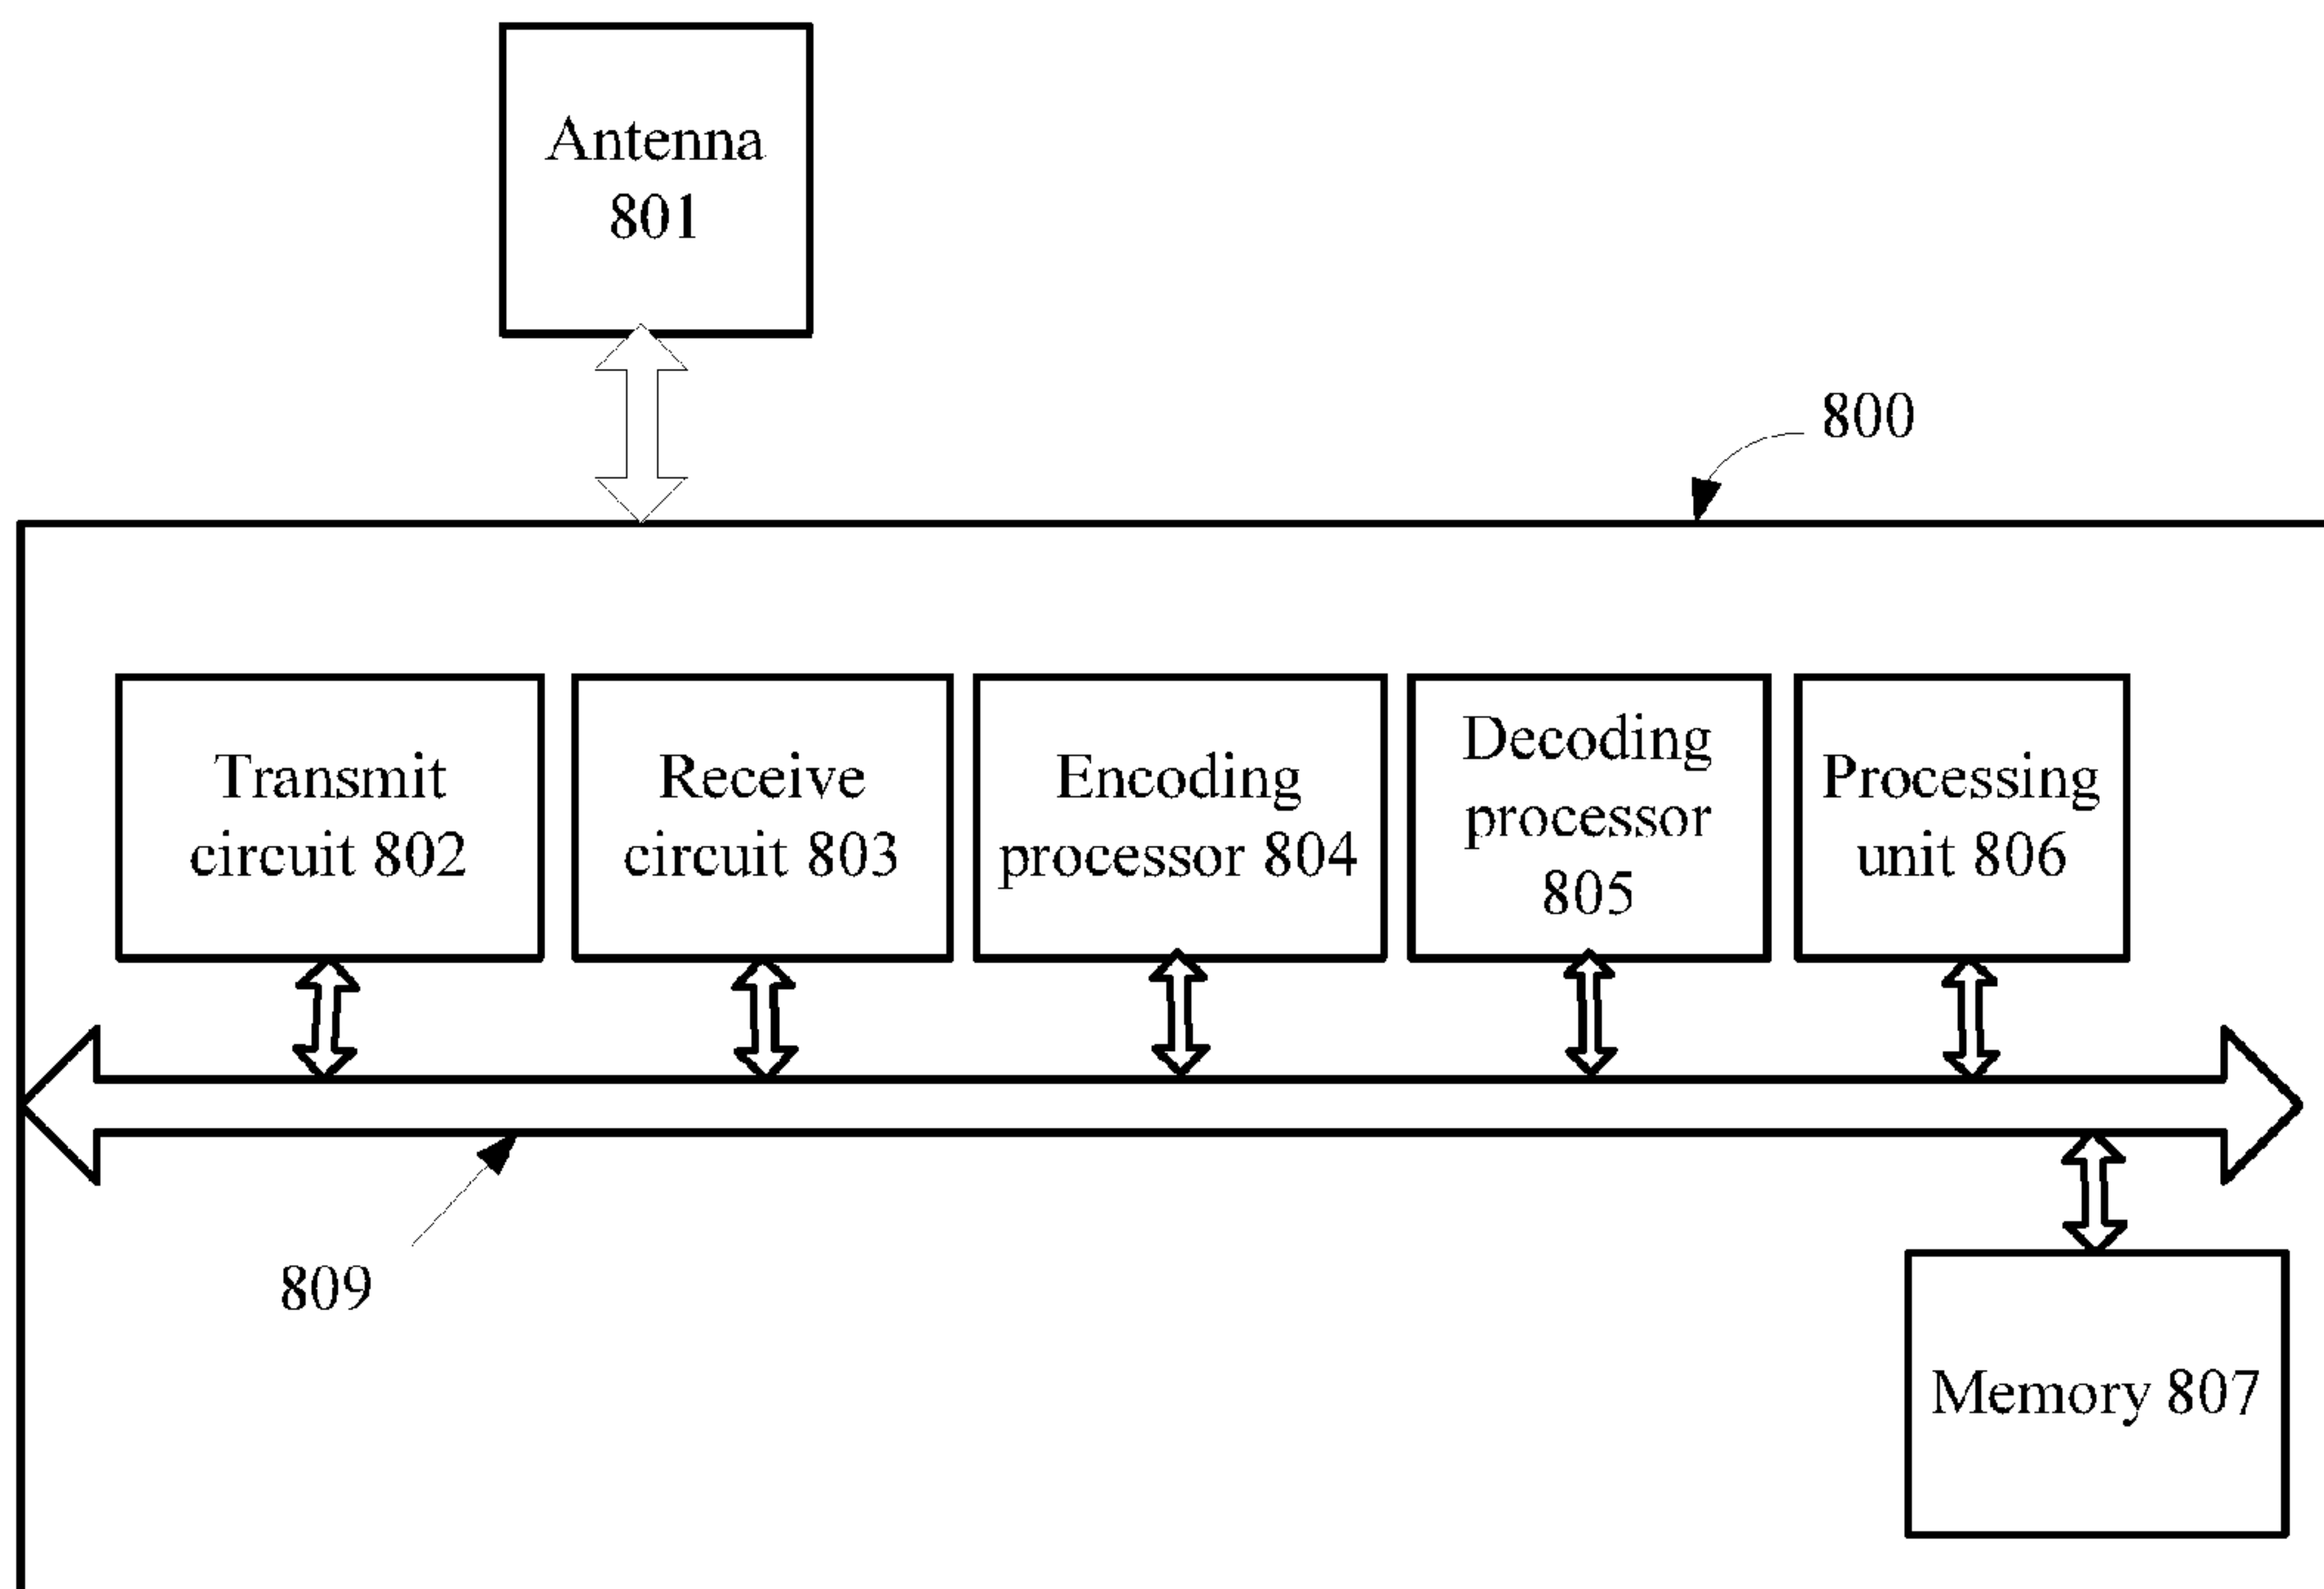 Antenna
801
800
Transmit
circuit 802
Receive
circuit 803
Encoding
processor 804
Decoding
processor
805
Processing
unit 806
809
Memory 807